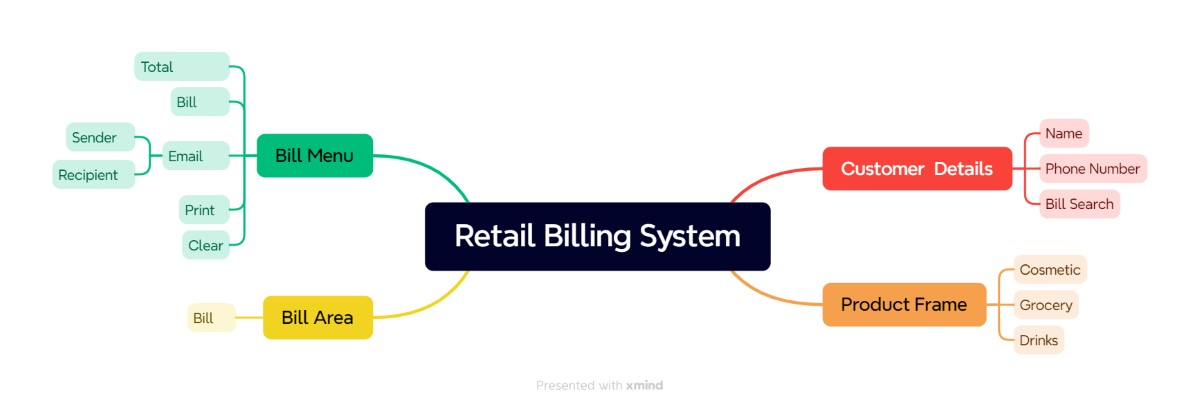 Total
Bill
Sender
Recipient
Email
Print
Clear
Bill Menu
Bill
Bill Area
Retail Billing System
Customer Details
Name
Phone Number
Bill Search
Product Frame
Cosmetic
Grocery
Drinks
Presented with xmind